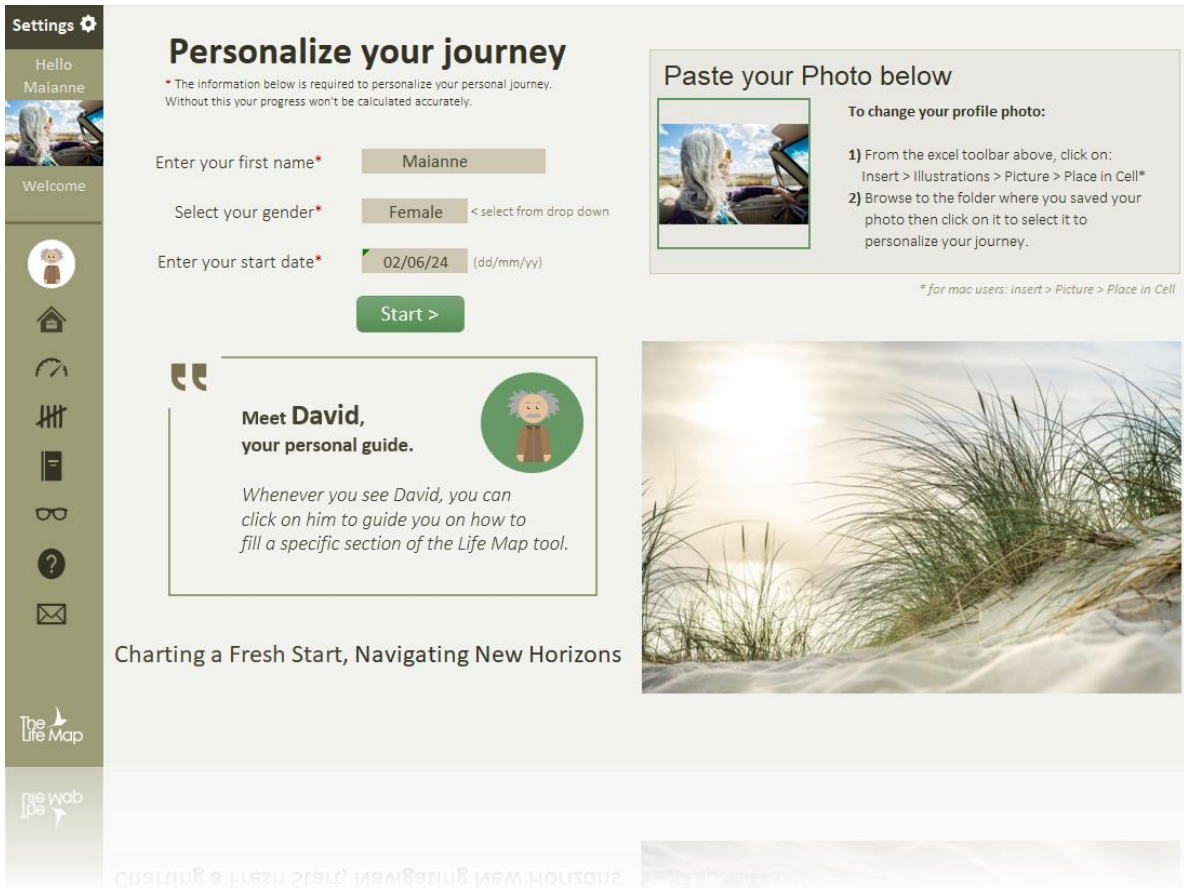 Settings
Hello
Maianne
Welcome
The
Life Map
Personalize your journey
* The information below is required to personalize your personal journey.
Without this your progress won't be calculated accurately.
Enter your first name*
Maianne
Select your gender*
Female
< select from drop down
Enter your start date*
02/06/24
(dd/mm/yy)
Start >
Meet David,
your personal guide.
Whenever you see David, you can
click on him to guide you on how to
fill a specific section of the Life Map tool.
Charting a Fresh Start, Navigating New Horizons
Paste your Photo below
To change your profile photo:
1) From the excel toolbar above, click on:
Insert > Illustrations > Picture > Place in Cell*
2) Browse to the folder where you saved your
photo then click on it to select it to
personalize your journey.
* for mac users: insert > Picture > Place in Cell